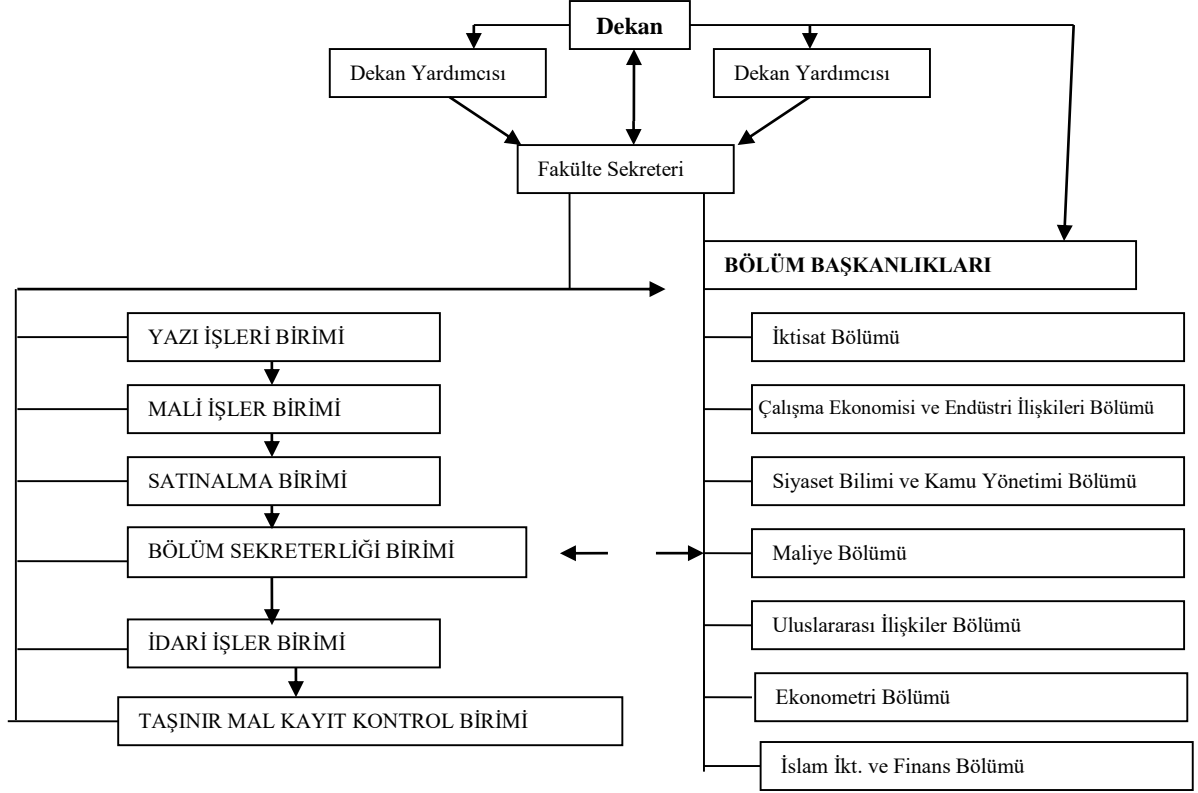 Dekan
Dekan Yardımcısı
Dekan Yardımcısı
Fakülte Sekreteri
BÖLÜM BAŞKANLIKLARI
YAZI İŞLERİ BİRİMİ
MALİ İŞLER BİRİMİ
SATINALMA BİRİMİ
BÖLÜM SEKRETERLİĞİ BİRİMİ
İDARİ İŞLER BİRİMİ
TAŞINIR MAL KAYIT KONTROL BİRİMİ
İktisat Bölümü
Çalışma Ekonomisi ve Endüstri İlişkileri Bölümü
Siyaset Bilimi ve Kamu Yönetimi Bölümü
Maliye Bölümü
Uluslararası İlişkiler Bölümü
Ekonometri Bölümü
İslam İkt. ve Finans Bölümü